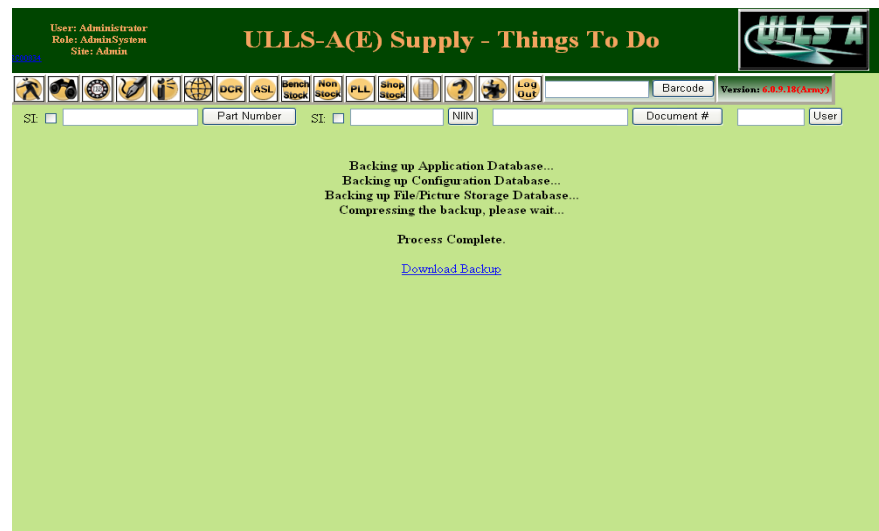 User: Administrator
Role: AdminSystem
Site: Admin
ULLS-A(E) Supply - Things To Do
ULLS A
DCR
ASL
Bench Stock
Non Stock
PLL
Shop Stock
?
Log Out
Barcode
Version: 6.0.9.18(Army)
SI:
Part Number
SI:
NIIN
Document #
User
Backing up Application Database...
Backing up Configuration Database...
Backing up File/Picture Storage Database...
Compressing the backup, please wait...
Process Complete.
Download Backup